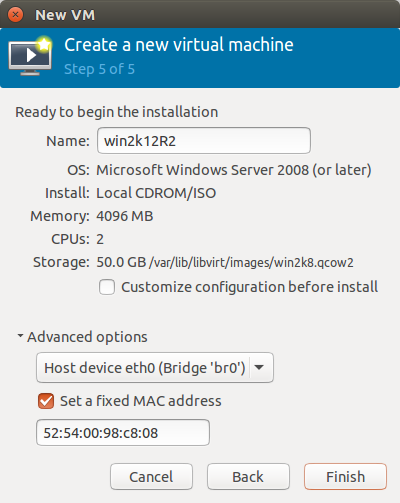 New VM
Create a new virtual machine
Step 5 of 5
Ready to begin the installation
Name: win2k12R2
OS: Microsoft Windows Server 2008 (or later)
Install: Local CDROM/ISO
Memory: 4096 MB
CPUs: 2
Storage: 50.0 GB /var/lib/libvirt/images/win2k8.qcow2
Customize configuration before install
Advanced options
Host device eth0 (Bridge 'br0')
Set a fixed MAC address
52:54:00:98:c8:08
Cancel Back Finish